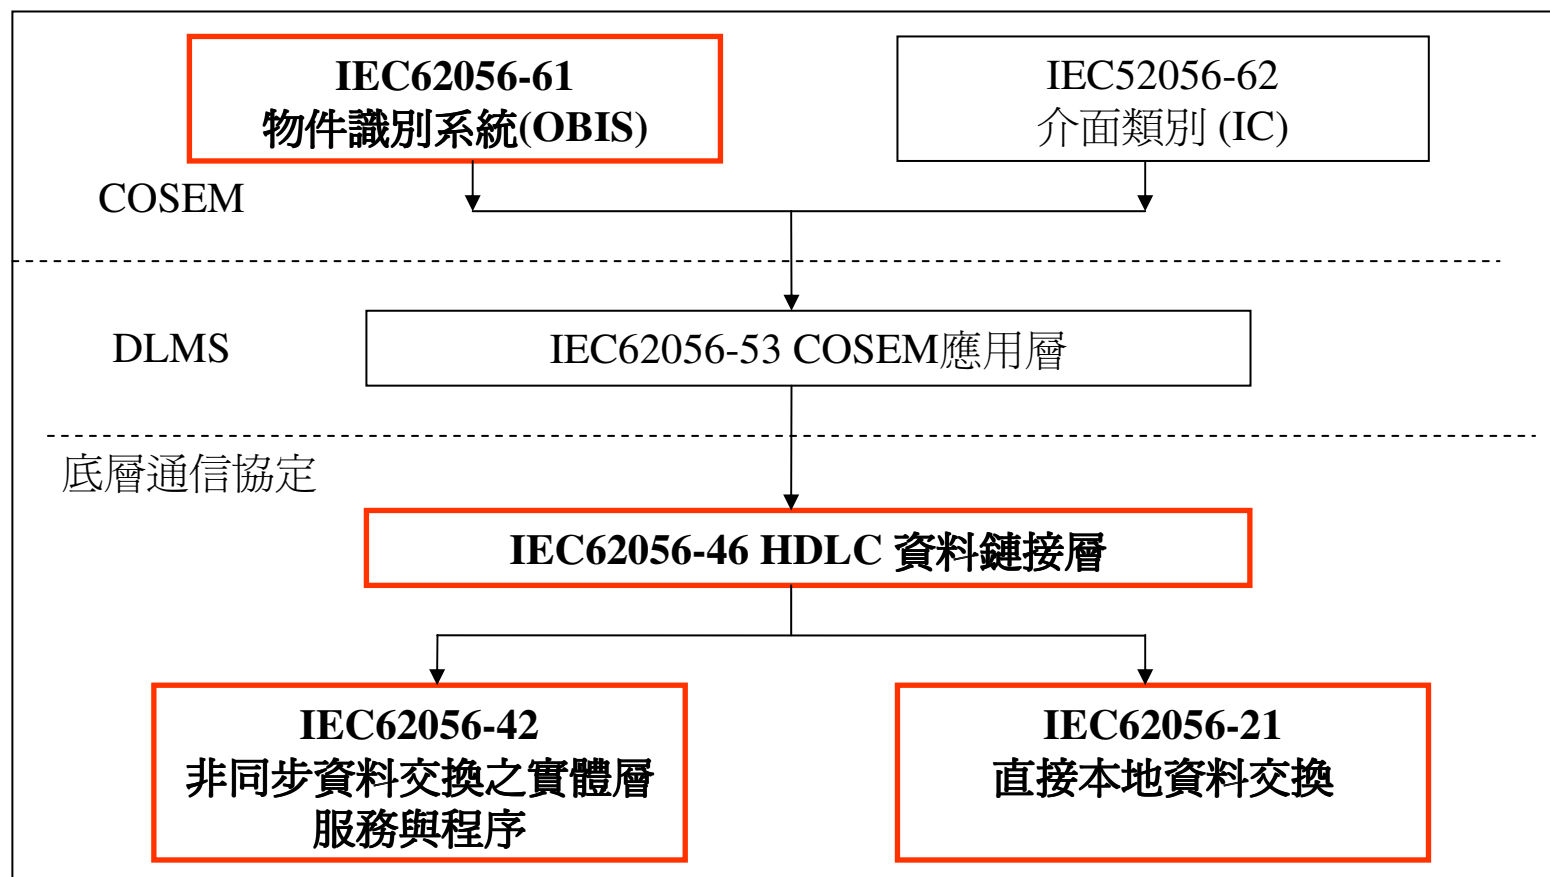 IEC62056-61
物件識別系統(OBIS)
IEC52056-62
介面類別 (IC)
COSEM
DLMS
IEC62056-53 COSEM應用層
底層通信協定
IEC62056-46 HDLC 資料鏈接層
IEC62056-42
非同步資料交換之實體層
服務與程序
IEC62056-21
直接本地資料交換